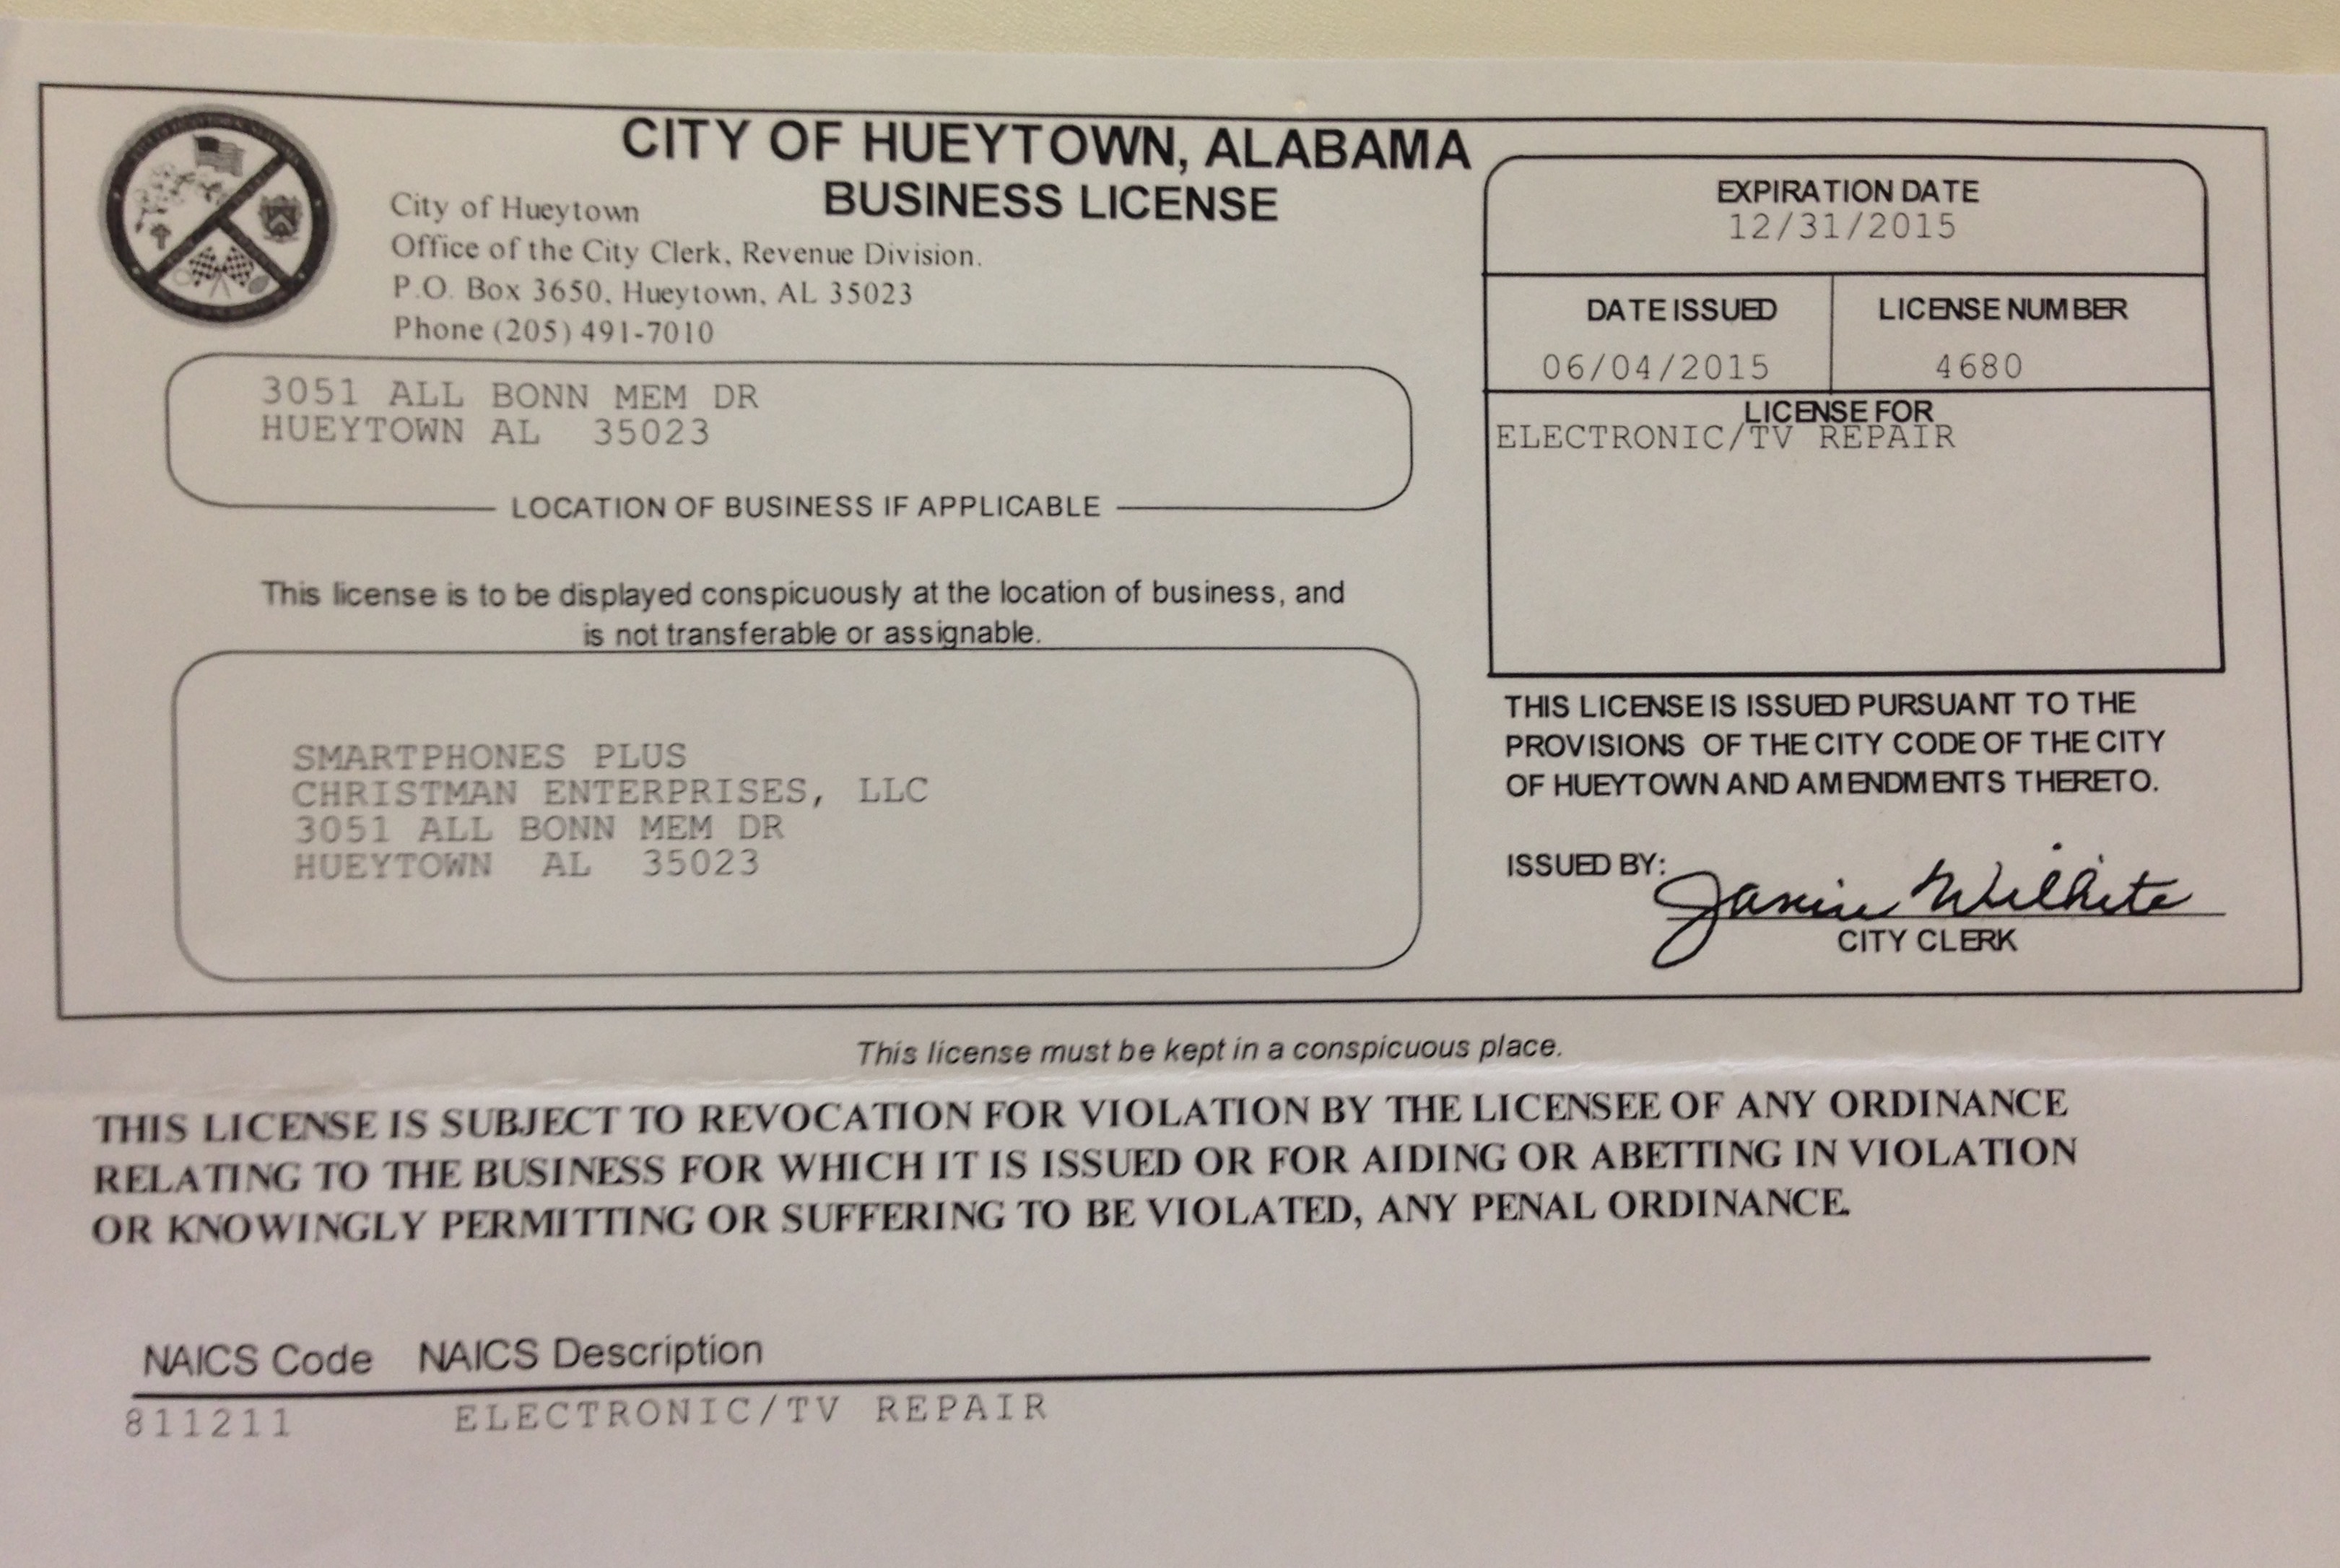 CITY OF HUEYTOWN, ALABAMA
BUSINESS LICENSE
City of Hueytown
Office of the City Clerk, Revenue Division.
P.O. Box 3650, Hueytown, AL 35023
Phone (205) 491-7010
EXPIRATION DATE
12/31/2015
DATE ISSUED
06/04/2015
LICENSE NUMBER
4680
LICENSE FOR
ELECTRONIC/TV REPAIR
3051 ALL BONN MEM DR
HUEYTOWN AL 35023
LOCATION OF BUSINESS IF APPLICABLE
This license is to be displayed conspicuously at the location of business, and
is not transferable or assignable.
SMARTPHONES PLUS
CHRISTMAN ENTERPRISES, LLC
3051 ALL BONN MEM DR
HUEYTOWN AL 35023
THIS LICENSE IS ISSUED PURSUANT TO THE
PROVISIONS OF THE CITY CODE OF THE CITY
OF HUEYTOWN AND AMENDMENTS THERETO.
ISSUED BY: Janice Wilhite
CITY CLERK
This license must be kept in a conspicuous place.
THIS LICENSE IS SUBJECT TO REVOCATION FOR VIOLATION BY THE LICENSEE OF ANY ORDINANCE
RELATING TO THE BUSINESS FOR WHICH IT IS ISSUED OR FOR AIDING OR ABETTING IN VIOLATION
OR KNOWINGLY PERMITTING OR SUFFERING TO BE VIOLATED, ANY PENAL ORDINANCE.
NAICS Code NAICS Description
811211 ELECTRONIC/TV REPAIR